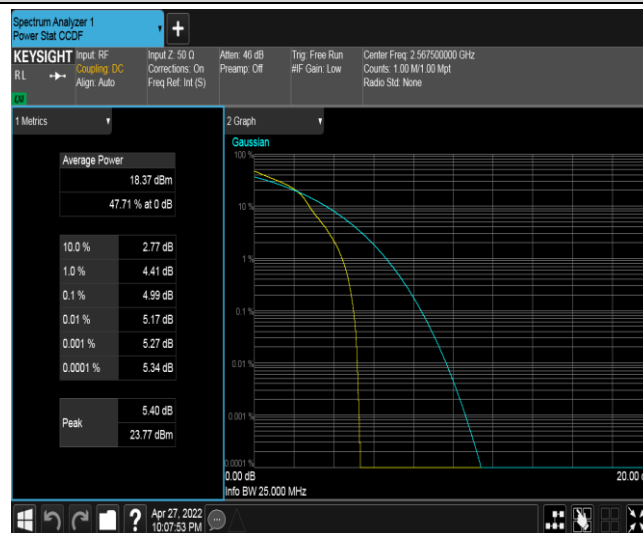 Spectrum Analyzer 1
Power Stat CCDF
KEYSIGHT
RL
Input: RF
Coupling: DC
Align: Auto
Input Z: 50 Ω
Corrections: On
Freq Ref: Int (S)
Atten: 46 dB
Preamp: Off
Trig: Free Run
#IF Gain: Low
Center Freq: 2.567500000 GHz
Counts: 1.00 M/1.00 Mpt
Radio Std: None
1 Metrics
Average Power
18.37 dBm
47.71 % at 0 dB
10.0 % 2.77 dB
1.0 % 4.41 dB
0.1 % 4.99 dB
0.01 % 5.17 dB
0.001 % 5.27 dB
0.0001 % 5.34 dB
Peak
5.40 dB
23.77 dBm
2 Graph
Gaussian
100 %
10 %
1 %
0.1 %
0.01 %
0.001 %
0.0001 %
0.00 dB
20.00
Info BW 25.000 MHz
Apr 27, 2022
10:07:53 PM